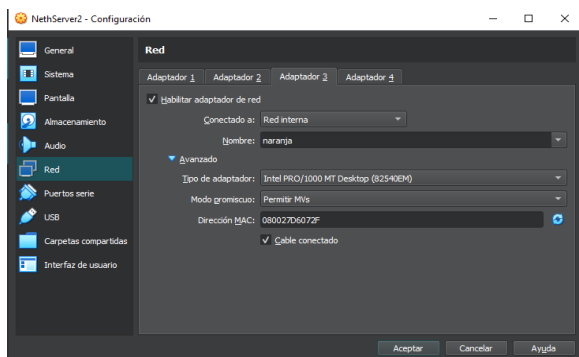 NethServer2 - Configuración
General
Sistema
Pantalla
Almacenamiento
Audio
Red
Puertos serie
USB
Carpetas compartidas
Interfaz de usuario
Red
Adaptador 1 Adaptador 2 Adaptador 3 Adaptador 4
Habilitar adaptador de red
Conectado a: Red interna
Nombre: naranja
Avanzado
Tipo de adaptador: Intel PRO/1000 MT Desktop (82540EM)
Modo promiscuo: Permitir MVs
Dirección MAC: 080027D6072F
Cable conectado
Aceptar Cancelar Ayuda